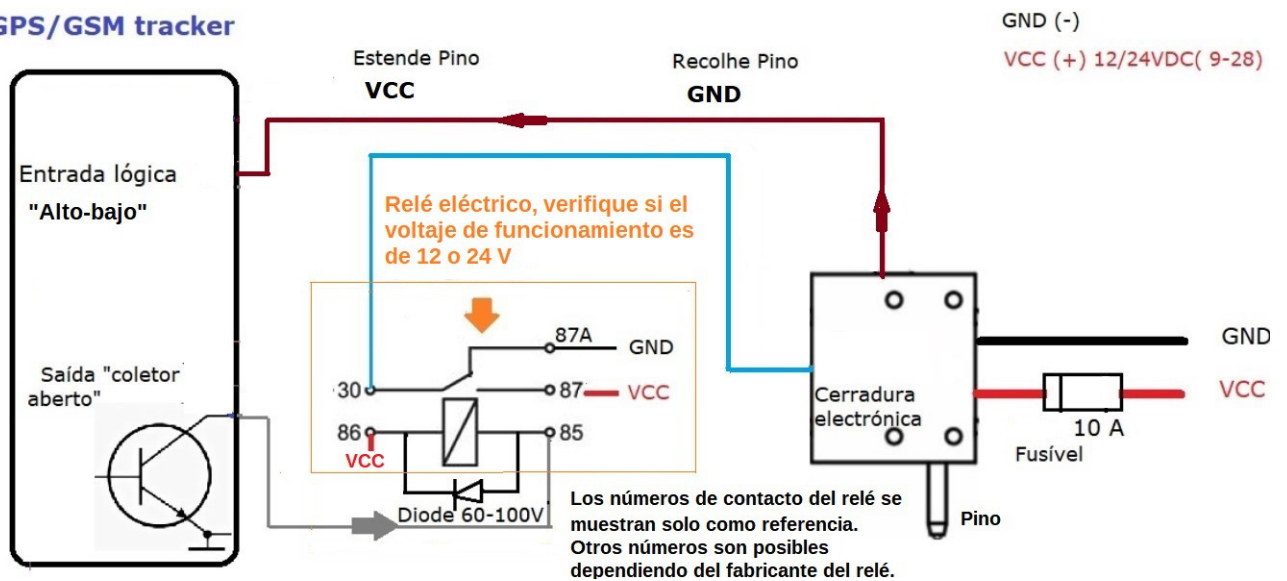 GPS/GSM tracker
GND (-)
VCC (+) 12/24VDC( 9-28)
Estende Pino
VCC
Recolhe Pino
GND
Entrada lógica
"Alto-bajo"
Relé eléctrico, verifique si el
voltaje de funcionamiento es
de 12 o 24 V
87A
GND
30
87
VCC
86
85
VCC
Diode 60-100V
Saída "coletor
aberto"
Cerradura
electrónica
GND
VCC
10 A
Fusível
Pino
Los números de contacto del relé se
muestran solo como referencia.
Otros números son posibles
dependiendo del fabricante del relé.